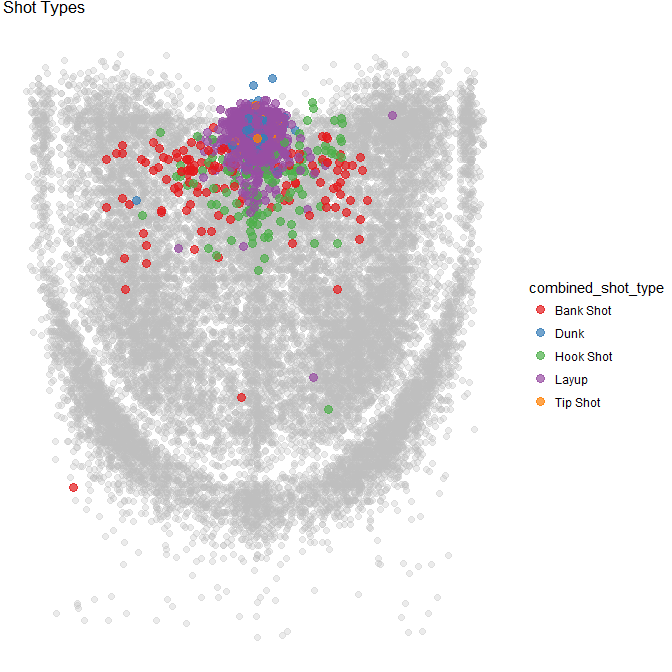 Shot Types
combined_shot_type
Bank Shot
Dunk
Hook Shot
Layup
Tip Shot